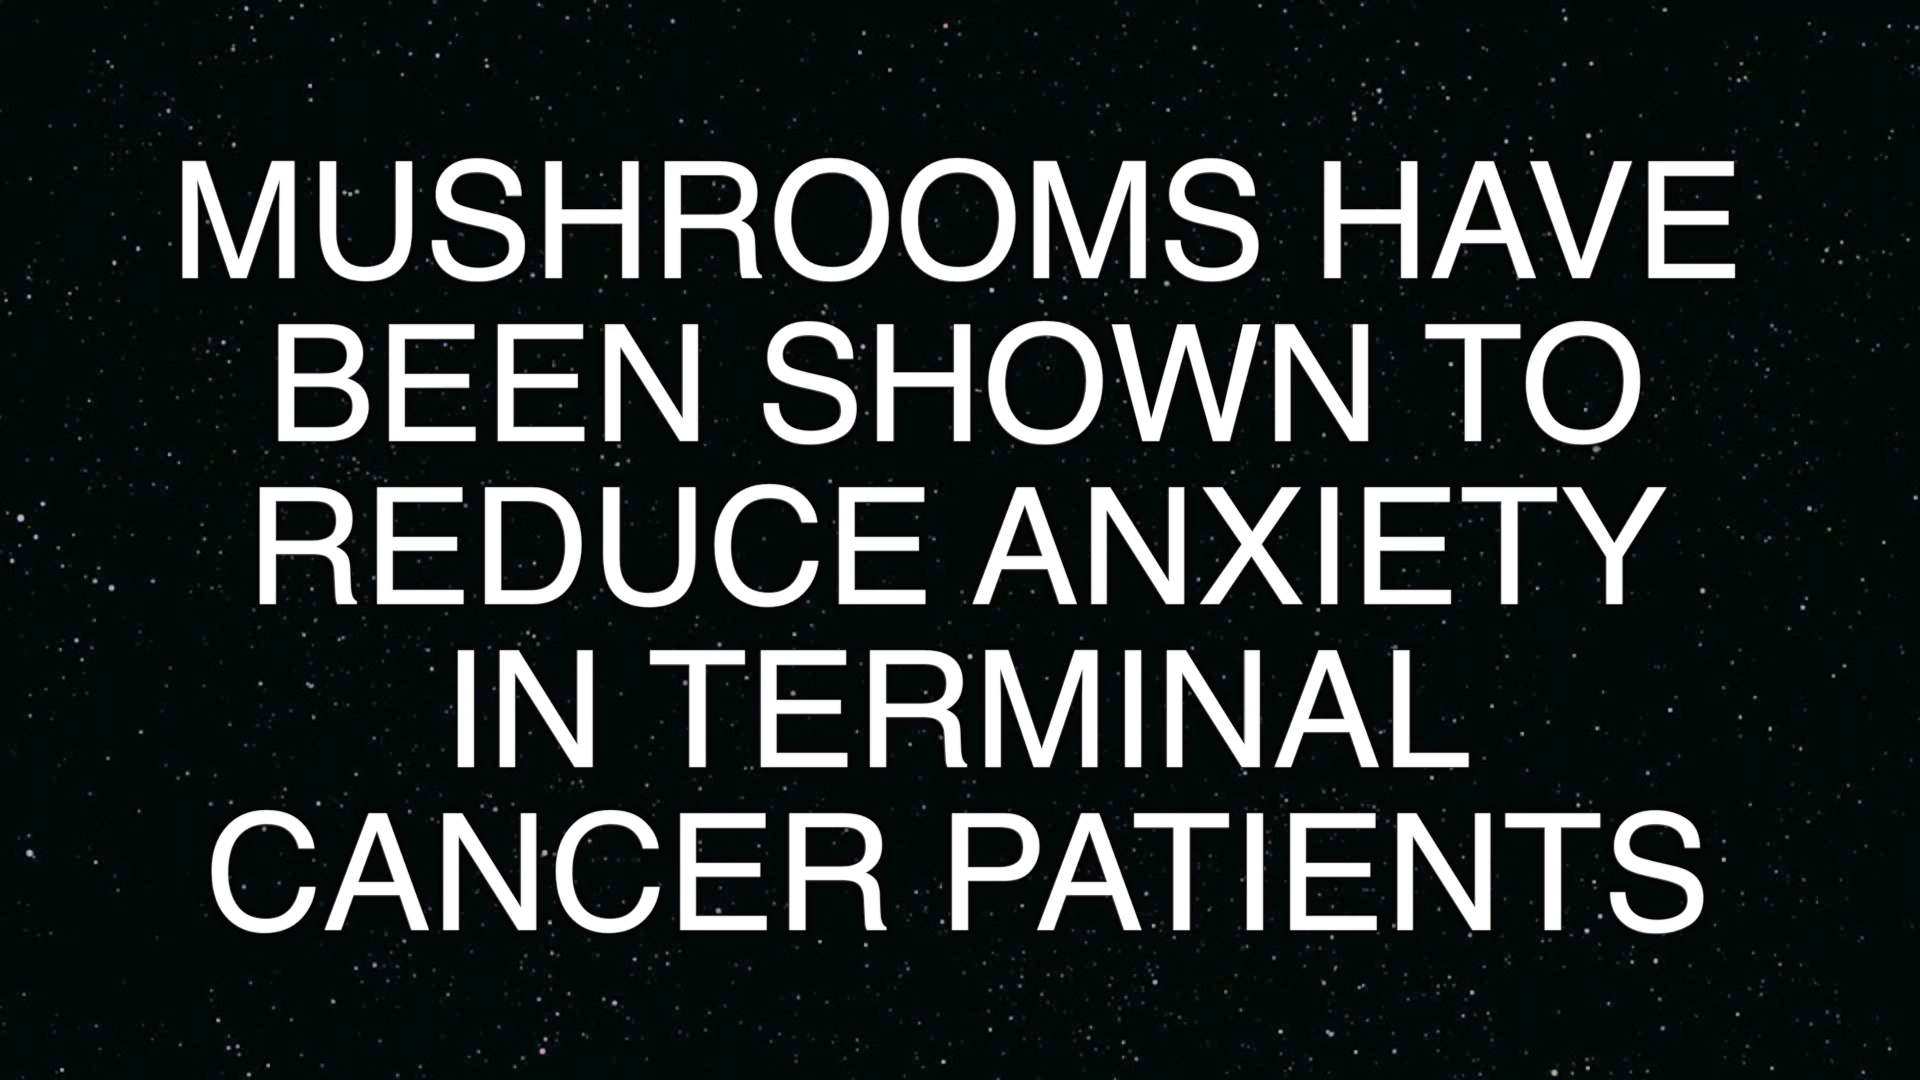 MUSHROOMS HAVE
BEEN SHOWN TO
REDUCE ANXIETY
IN TERMINAL
CANCER PATIENTS